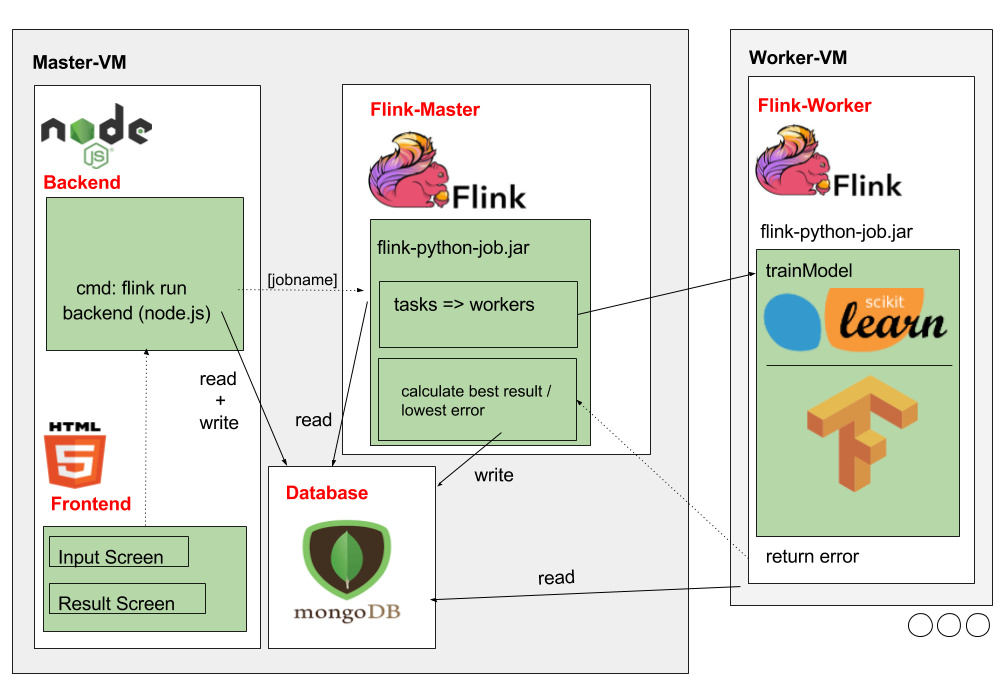 Master-VM
node
JS
Backend
cmd: flink run
backend (node.js)
[jobname]
read
+
write
HTML
5
Frontend
Input Screen
Result Screen
Flink-Master
Flink
flink-python-job.jar
tasks => workers
calculate best result /
lowest error
read
write
Database
mongoDB
read
Worker-VM
Flink-Worker
Flink
flink-python-job.jar
trainModel
scikit
learn
return error